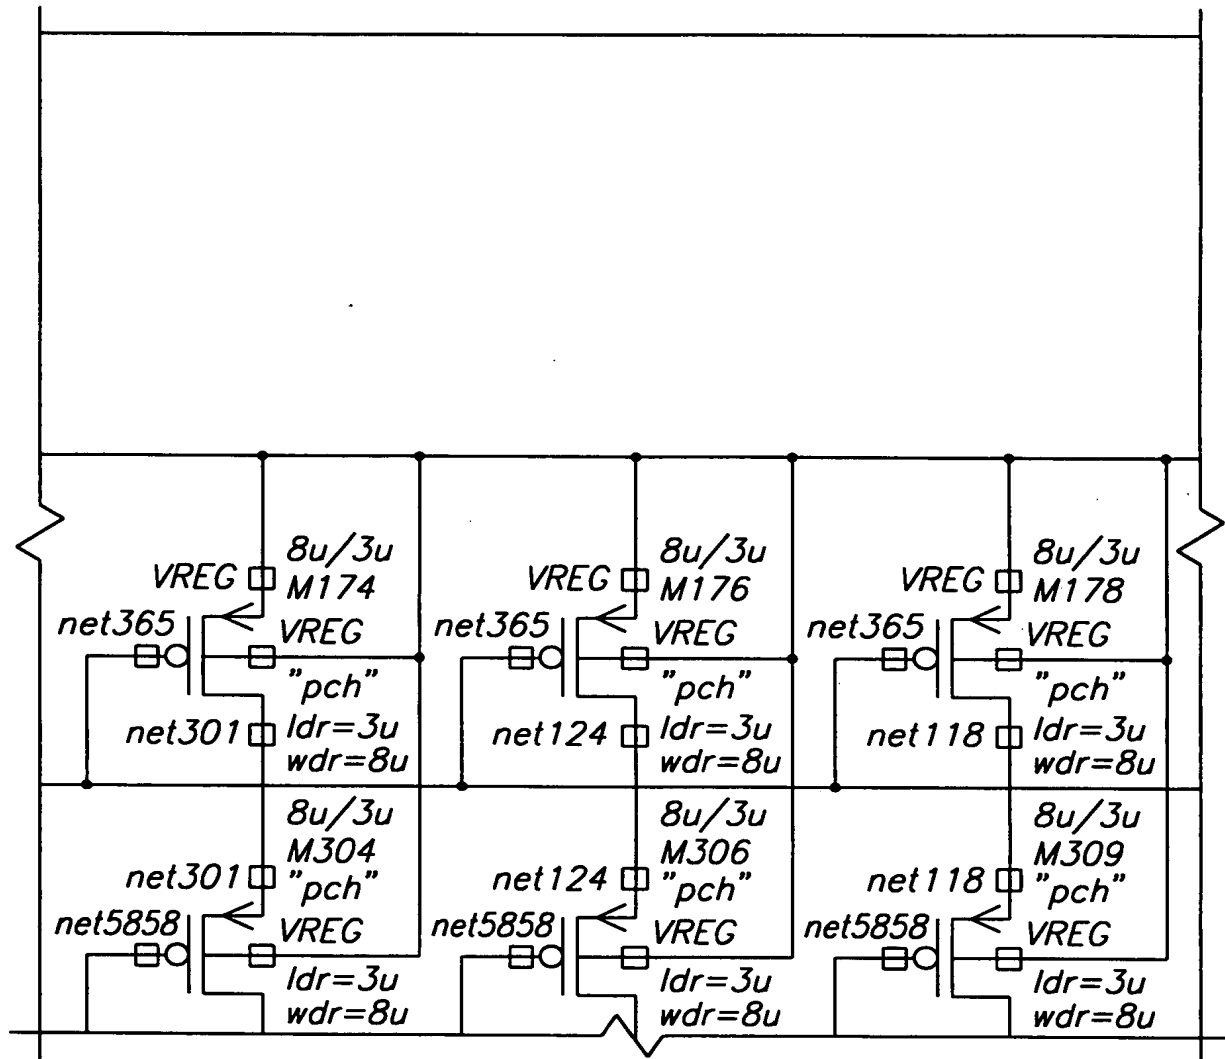 8u/3u
VREG M174
net365 VREG
"pch"
net301 ldr=3u
wdr=8u
8u/3u
VREG M176
net365 VREG
"pch"
net124 ldr=3u
wdr=8u
8u/3u
VREG M178
net365 VREG
"pch"
net118 ldr=3u
wdr=8u
8u/3u
M304
net301 "pch"
net5858 VREG
ldr=3u
wdr=8u
8u/3u
M306
net124 "pch"
net5858 VREG
ldr=3u
wdr=8u
8u/3u
M309
net118 "pch"
net5858 VREG
ldr=3u
wdr=8u